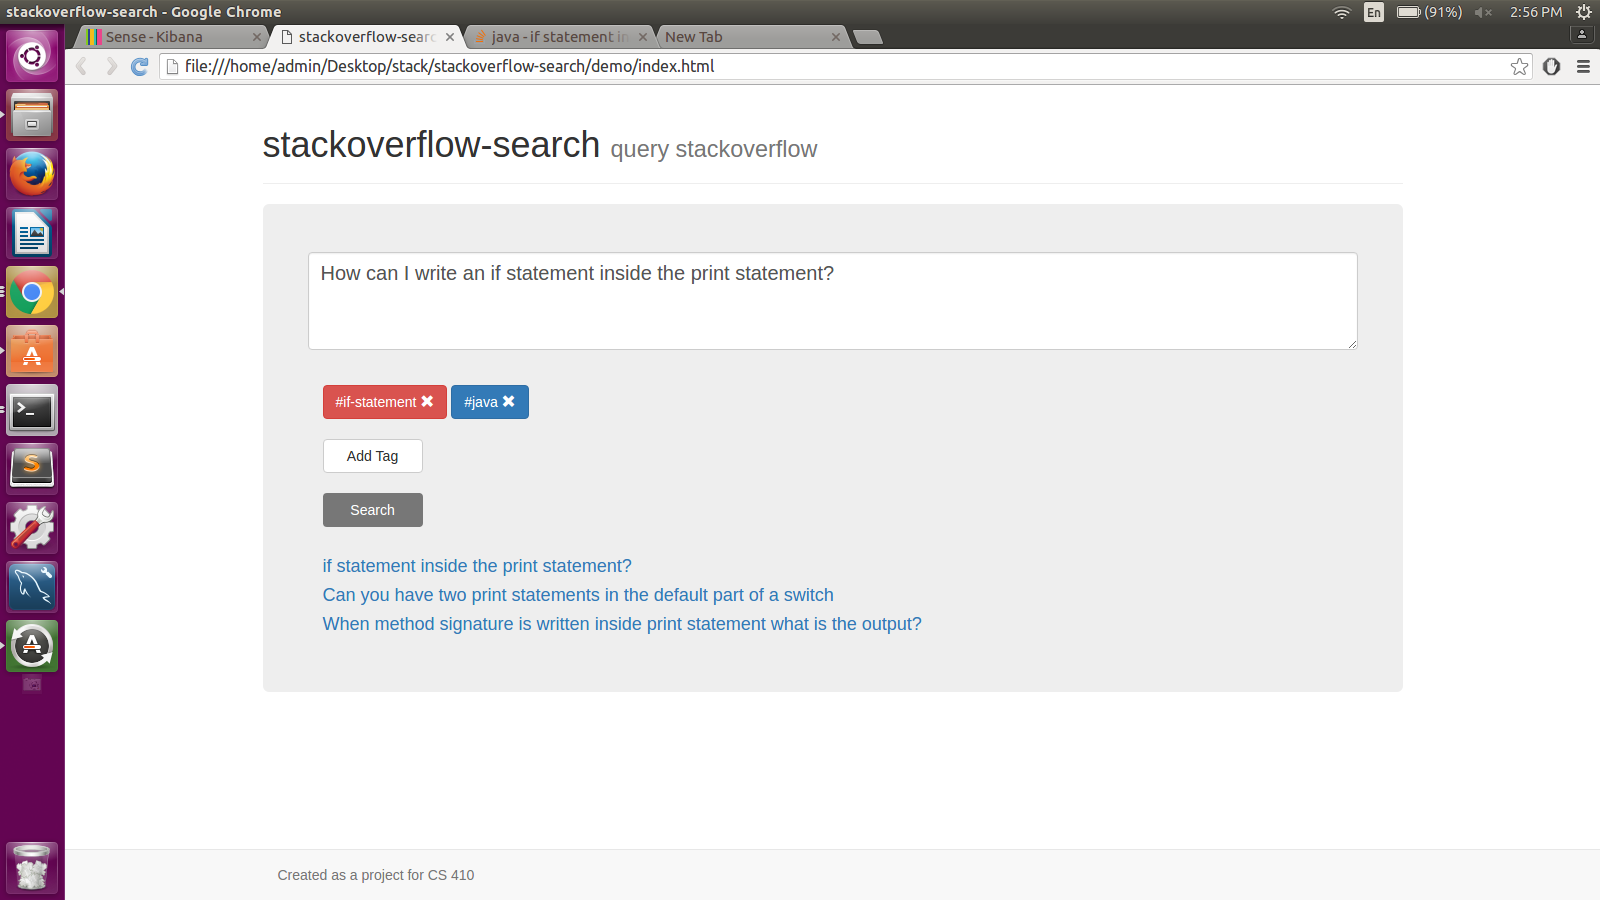 stackoverflow-search - Google Chrome
En (91%) 2:56 PM
Sense - Kibana
stackoverflow-sear
java - if statement in
New Tab
file:///home/admin/Desktop/stack/stackoverflow-search/demo/index.html
stackoverflow-search query stackoverflow
How can I write an if statement inside the print statement?
#if-statement ✖ #java ✖
Add Tag
Search
if statement inside the print statement?
Can you have two print statements in the default part of a switch
When method signature is written inside print statement what is the output?
Created as a project for CS 410